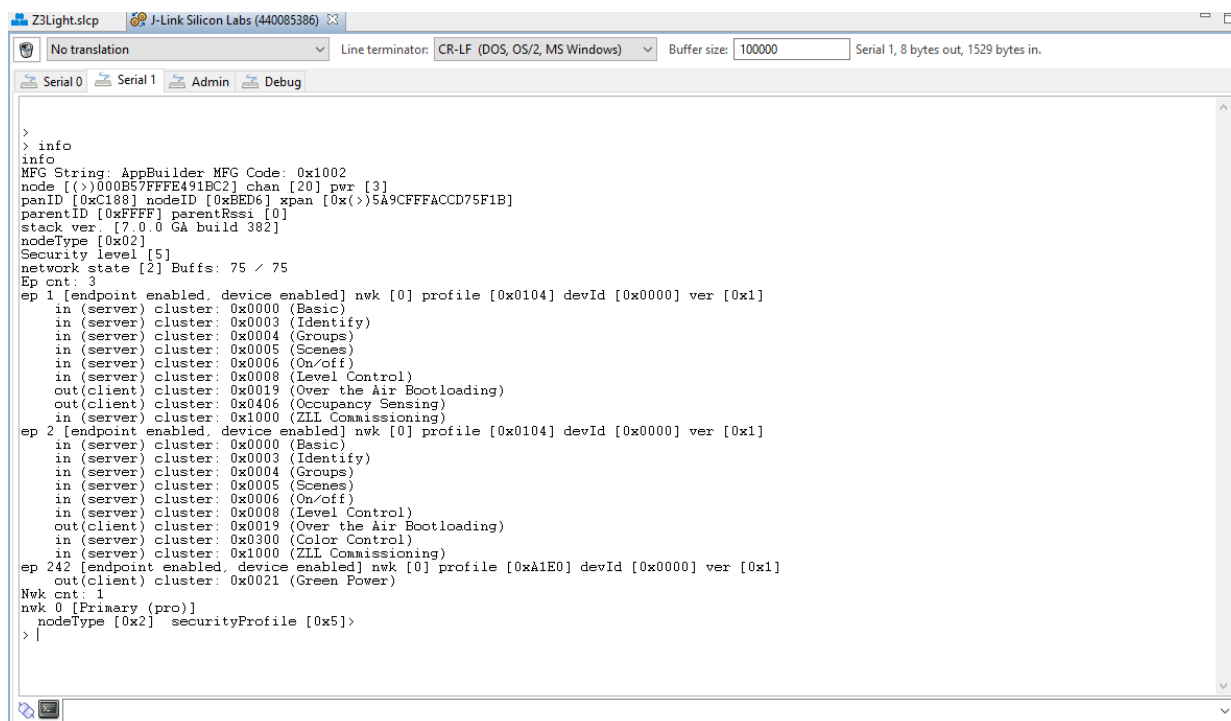 Z3Light.slcp
J-Link Silicon Labs (440085386)
No translation
Line terminator: CR-LF (DOS, OS/2, MS Windows)
Buffer size: 100000
Serial 1, 8 bytes out, 1529 bytes in.
Serial 0
Serial 1
Admin
Debug
>
> info
info
MFG String: AppBuilder MFG Code: 0x1002
node [(>)000B57FFFE491BC2] chan [20] pwr [3]
panID [0xC188] nodeID [0xBED6] xpan [0x(>)5A9CFFFACCD75F1B]
parentID [0xFFFF] parentRssi [0]
stack ver. [7.0.0 GA build 382]
nodeType [0x02]
Security level [5]
network state [2] Buffs: 75 / 75
Ep cnt: 3
ep 1 [endpoint enabled, device enabled] nwk [0] profile [0x0104] devId [0x0000] ver [0x1]
in (server) cluster: 0x0000 (Basic)
in (server) cluster: 0x0003 (Identify)
in (server) cluster: 0x0004 (Groups)
in (server) cluster: 0x0005 (Scenes)
in (server) cluster: 0x0006 (On/off)
in (server) cluster: 0x0008 (Level Control)
out(client) cluster: 0x0019 (Over the Air Bootloading)
out(client) cluster: 0x0406 (Occupancy Sensing)
in (server) cluster: 0x1000 (ZLL Commissioning)
ep 2 [endpoint enabled, device enabled] nwk [0] profile [0x0104] devId [0x0000] ver [0x1]
in (server) cluster: 0x0000 (Basic)
in (server) cluster: 0x0003 (Identify)
in (server) cluster: 0x0004 (Groups)
in (server) cluster: 0x0005 (Scenes)
in (server) cluster: 0x0006 (On/off)
in (server) cluster: 0x0008 (Level Control)
out(client) cluster: 0x0019 (Over the Air Bootloading)
in (server) cluster: 0x0300 (Color Control)
in (server) cluster: 0x1000 (ZLL Commissioning)
ep 242 [endpoint enabled, device enabled] nwk [0] profile [0xA1E0] devId [0x0000] ver [0x1]
out(client) cluster: 0x0021 (Green Power)
Nwk cnt: 1
nwk 0 [Primary (pro)]
nodeType [0x2] securityProfile [0x5]>
>